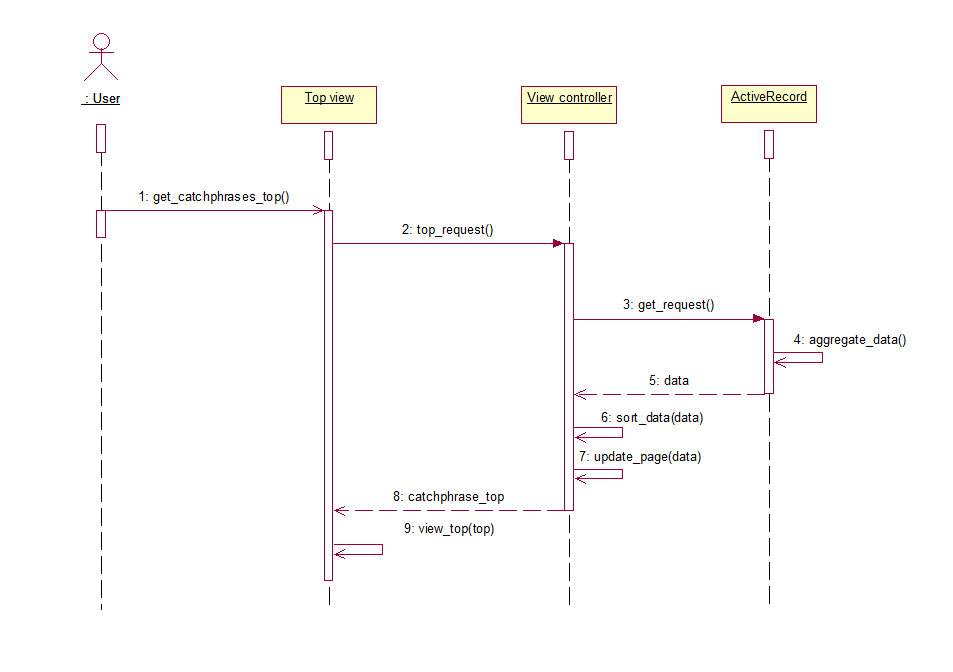 : User
Top view
View controller
ActiveRecord
1: get_catchphrases_top()
2: top_request()
3: get_request()
4: aggregate_data()
5: data
6: sort_data(data)
7: update_page(data)
8: catchphrase_top
9: view_top(top)